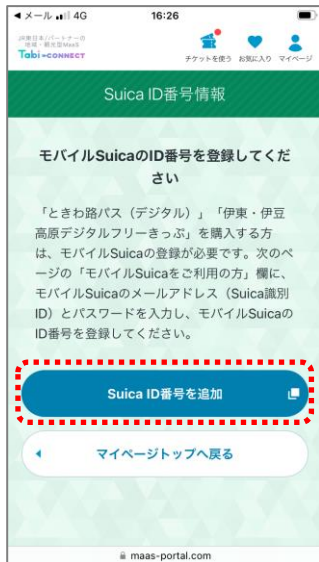 メール 4G 16:26
JR東日本/パートナーの
地域・観光型MaaS
Tabi-CONNECT
チケットを使う お気に入り マイページ
Suica ID番号情報
モバイルSuicaのID番号を登録してくだ
さい
「ときわ路パス（デジタル）」「伊東・伊豆
高原デジタルフリーきっぷ」を購入する方
は、モバイルSuicaの登録が必要です。次のペ
ージの「モバイルSuicaをご利用の方」欄に、
モバイルSuicaのメールアドレス（Suica識別
ID）とパスワードを入力し、モバイルSuicaの
ID番号を登録してください。
Suica ID番号を追加
マイページトップへ戻る
maas-portal.com